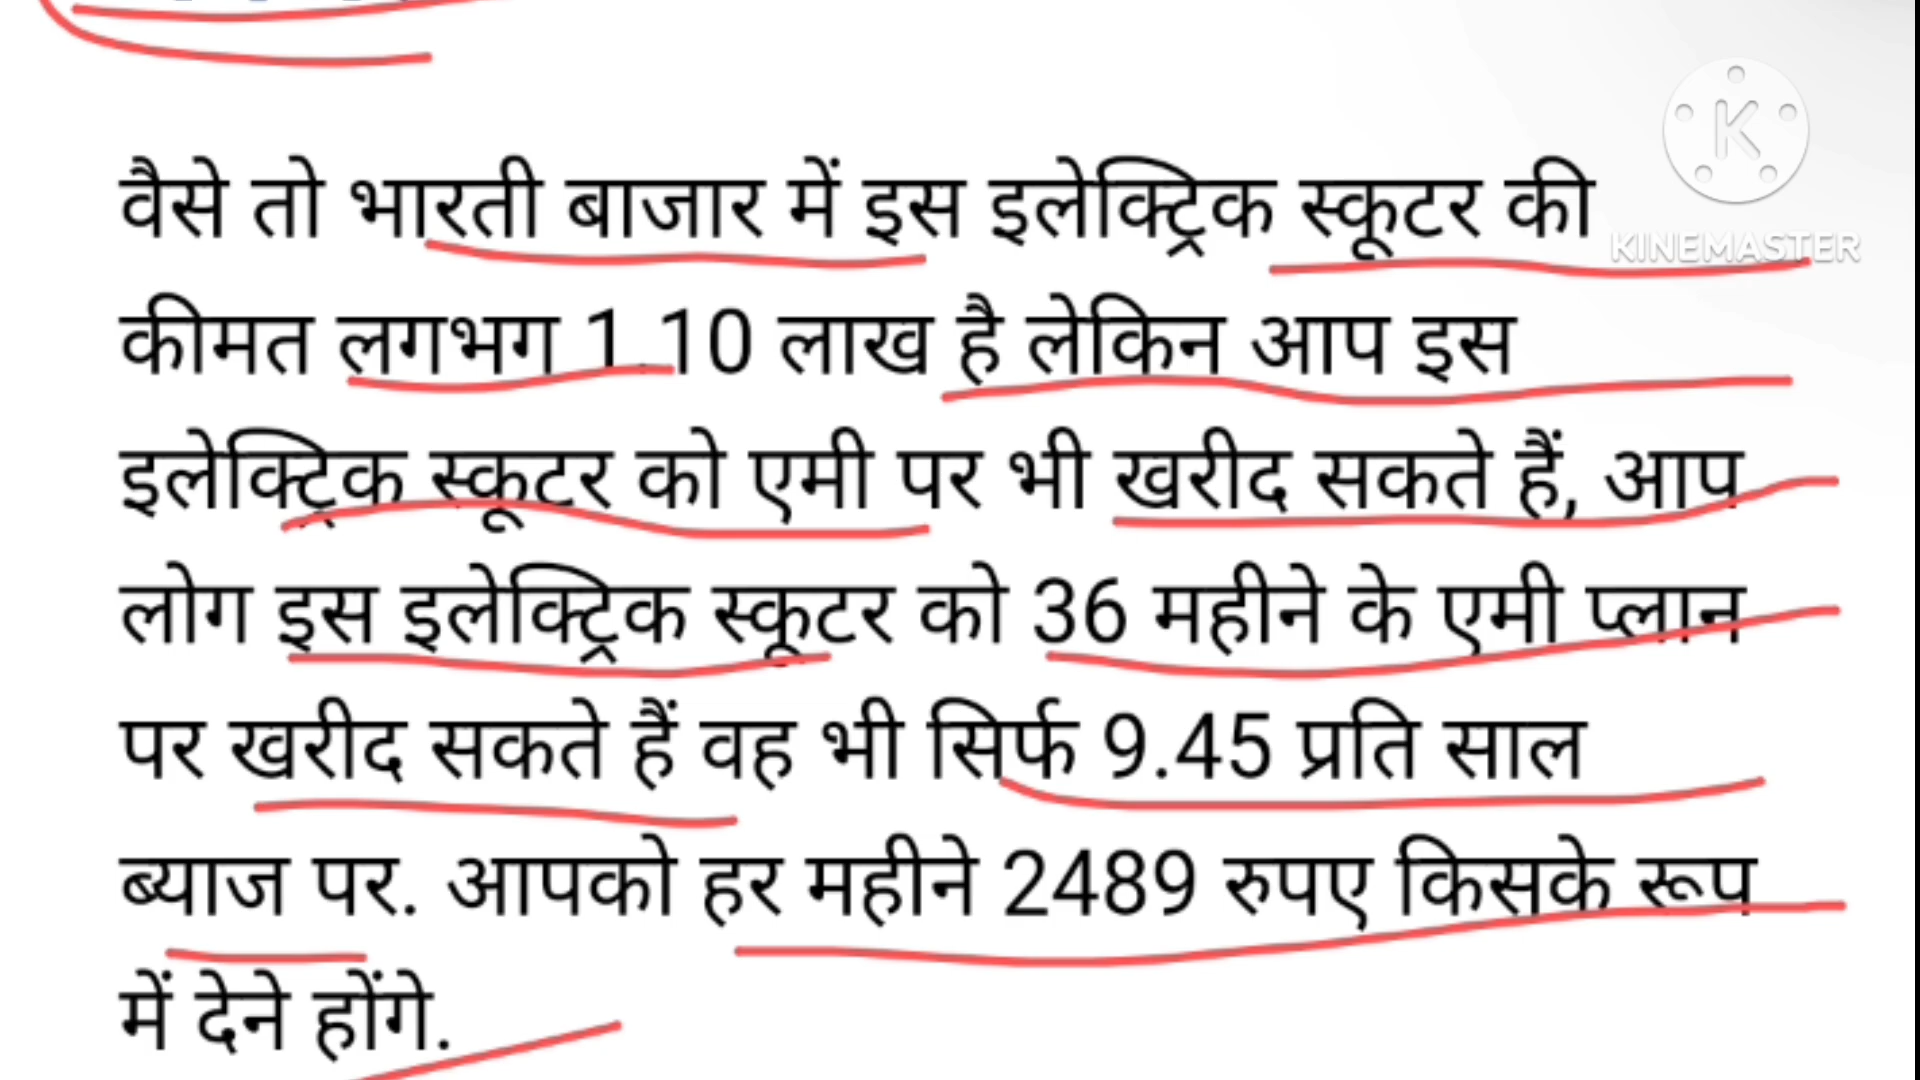 KINEMASTER
वैसे तो भारती बाजार में इस इलेक्ट्रिक स्कूटर की
कीमत लगभग 1.10 लाख है लेकिन आप इस
इलेक्ट्रिक स्कूटर को एमी पर भी खरीद सकते हैं, आप
लोग इस इलेक्ट्रिक स्कूटर को 36 महीने के एमी प्लान
पर खरीद सकते हैं वह भी सिर्फ 9.45 प्रति साल
ब्याज पर. आपको हर महीने 2489 रुपए किसके रूप
में देने होंगे.